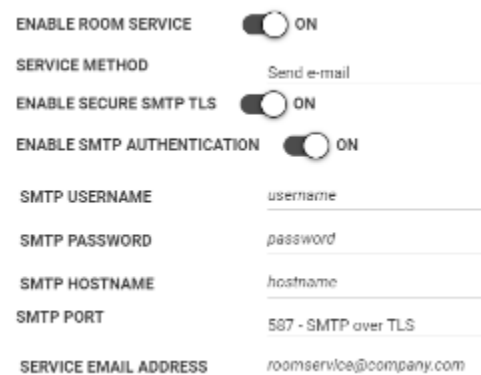 ENABLE ROOM SERVICE ON
SERVICE METHOD Send e-mail
ENABLE SECURE SMTP TLS ON
ENABLE SMTP AUTHENTICATION ON
SMTP USERNAME username
SMTP PASSWORD password
SMTP HOSTNAME hostname
SMTP PORT 587 - SMTP over TLS
SERVICE EMAIL ADDRESS roomservice@company.com